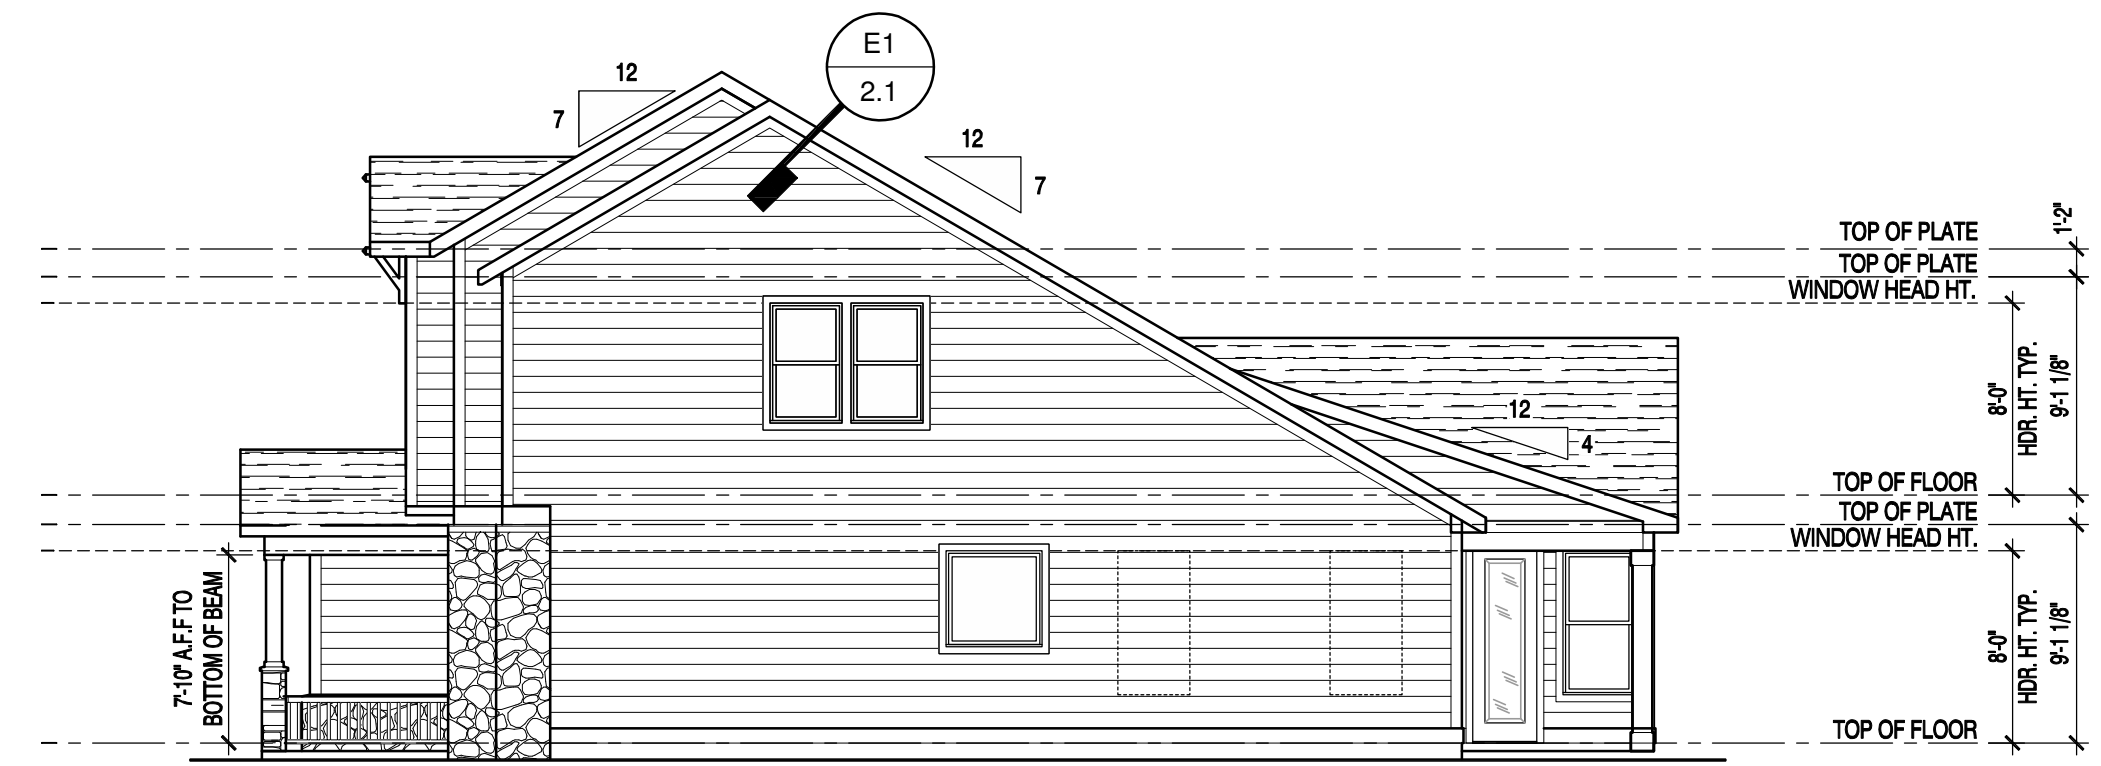 E1
2.1
12
7
12
7
TOP OF PLATE
1'-2"
TOP OF PLATE
WINDOW HEAD HT.
8'-0"
HDR. HT. TYP.
9'-1 1/8"
12
4
TOP OF FLOOR
TOP OF PLATE
WINDOW HEAD HT.
7'-10" A.F.F TO
BOTTOM OF BEAM
8'-0"
HDR. HT. TYP.
9'-1 1/8"
TOP OF FLOOR